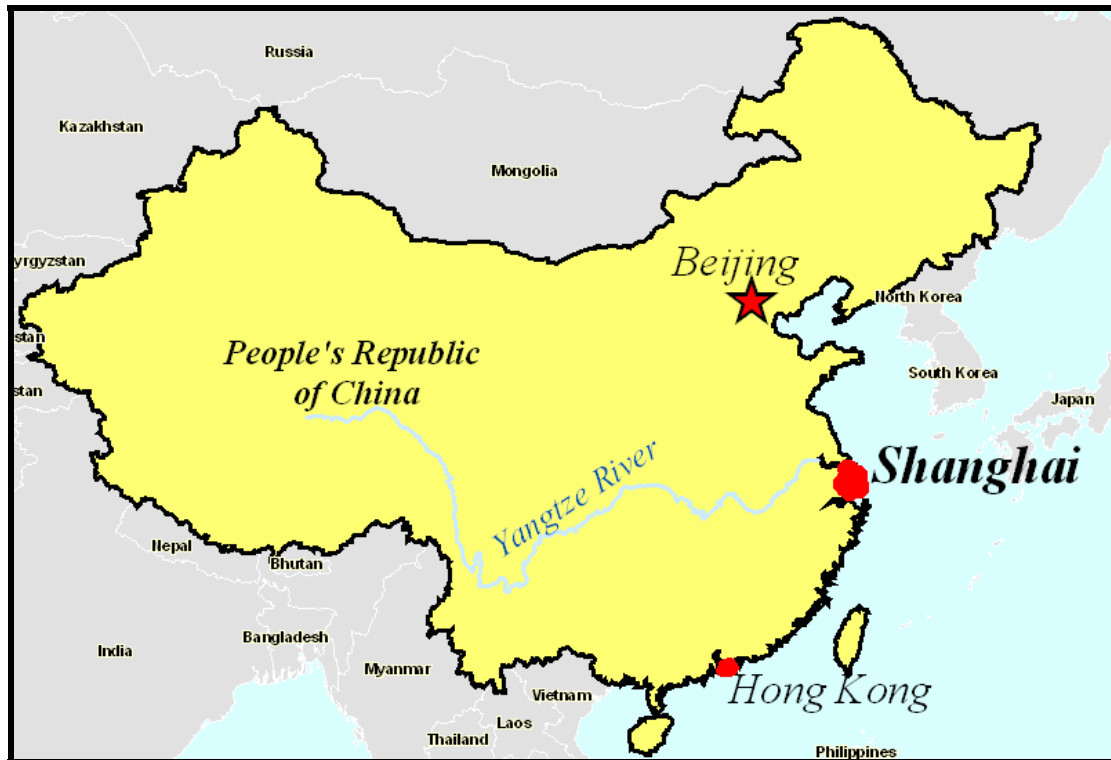 Russia
Kazakhstan
Mongolia
yrgyzstan
Beijing
North Korea
stan
People's Republic
of China
South Korea
stan
Japan
Shanghai
Yangtze River
Nepal
Bhutan
Bangladesh
India
Myanmar
Hong Kong
Vietnam
Laos
Thailand
Philippines